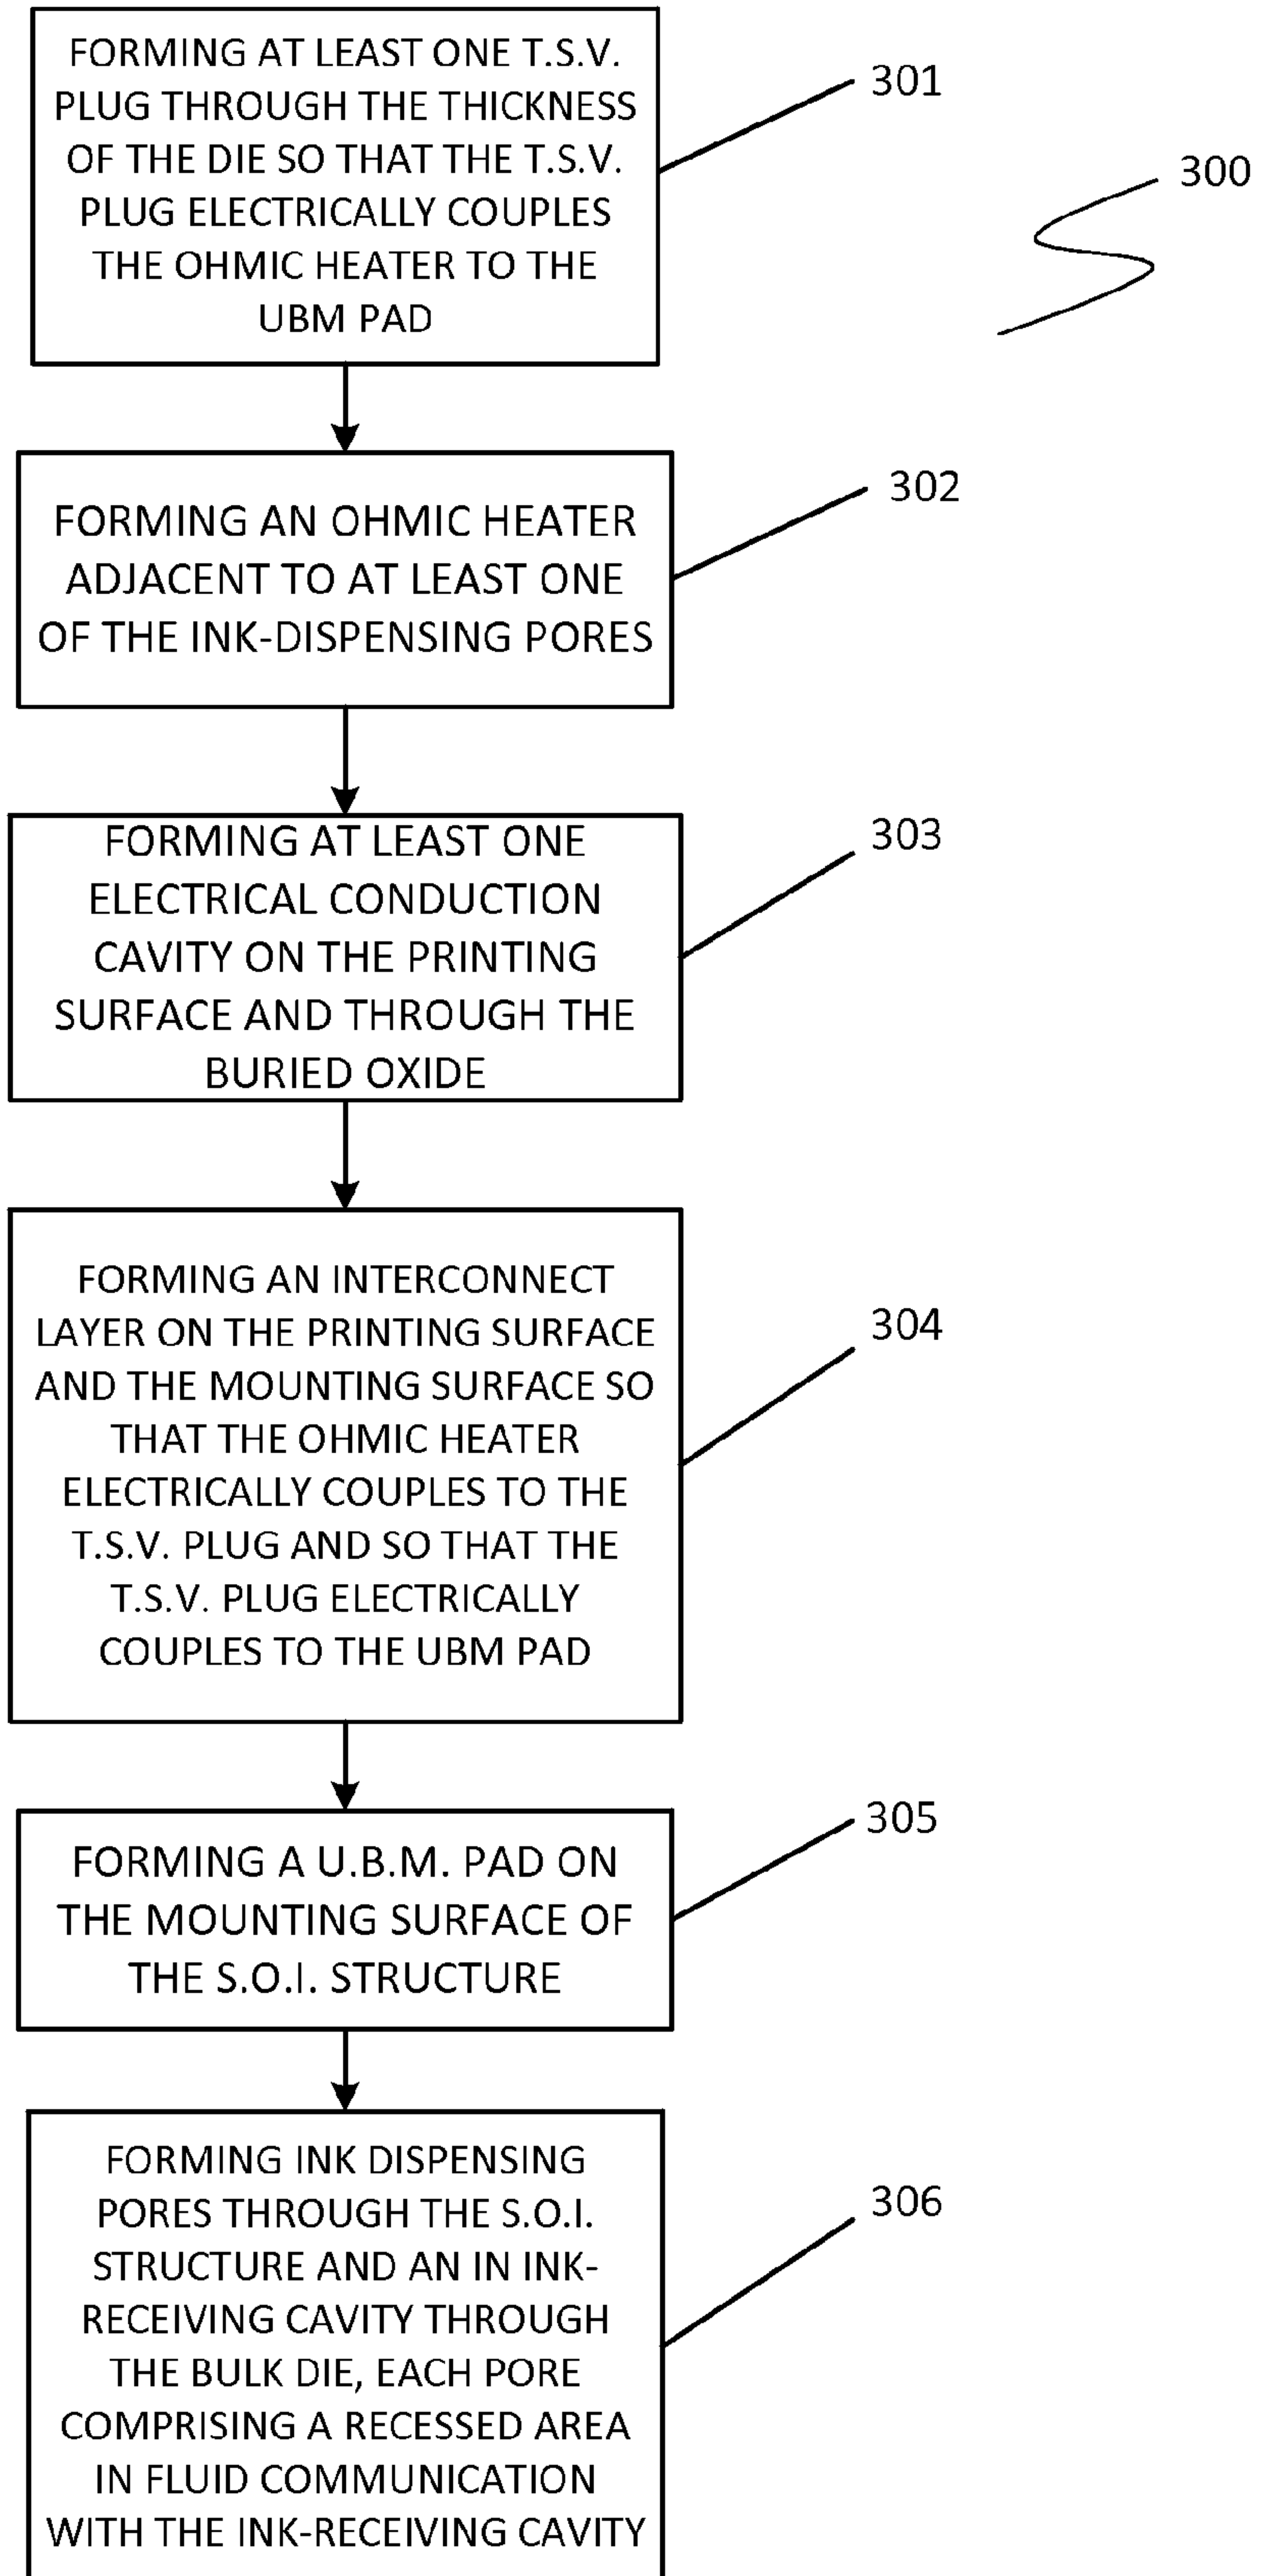 FORMING AT LEAST ONE T.S.V.
PLUG THROUGH THE THICKNESS
OF THE DIE SO THAT THE T.S.V.
PLUG ELECTRICALLY COUPLES
THE OHMIC HEATER TO THE
UBM PAD
301
300
FORMING AN OHMIC HEATER
ADJACENT TO AT LEAST ONE
OF THE INK-DISPENSING PORES
302
FORMING AT LEAST ONE
ELECTRICAL CONDUCTION
CAVITY ON THE PRINTING
SURFACE AND THROUGH THE
BURIED OXIDE
303
FORMING AN INTERCONNECT
LAYER ON THE PRINTING SURFACE
AND THE MOUNTING SURFACE SO
THAT THE OHMIC HEATER
ELECTRICALLY COUPLES TO THE
T.S.V. PLUG AND SO THAT THE
T.S.V. PLUG ELECTRICALLY
COUPLES TO THE UBM PAD
304
FORMING A U.B.M. PAD ON
THE MOUNTING SURFACE OF
THE S.O.I. STRUCTURE
305
FORMING INK DISPENSING
PORES THROUGH THE S.O.I.
STRUCTURE AND AN IN INK-
RECEIVING CAVITY THROUGH
THE BULK DIE, EACH PORE
COMPRISING A RECESSED AREA
IN FLUID COMMUNICATION
WITH THE INK-RECEIVING CAVITY
306